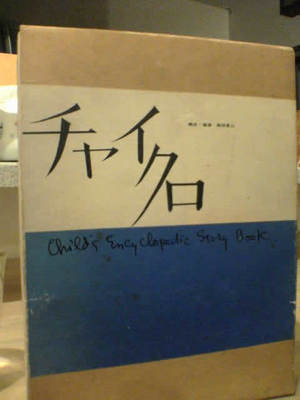 チャイ
クロ
Child's Encyclopedic Story Book